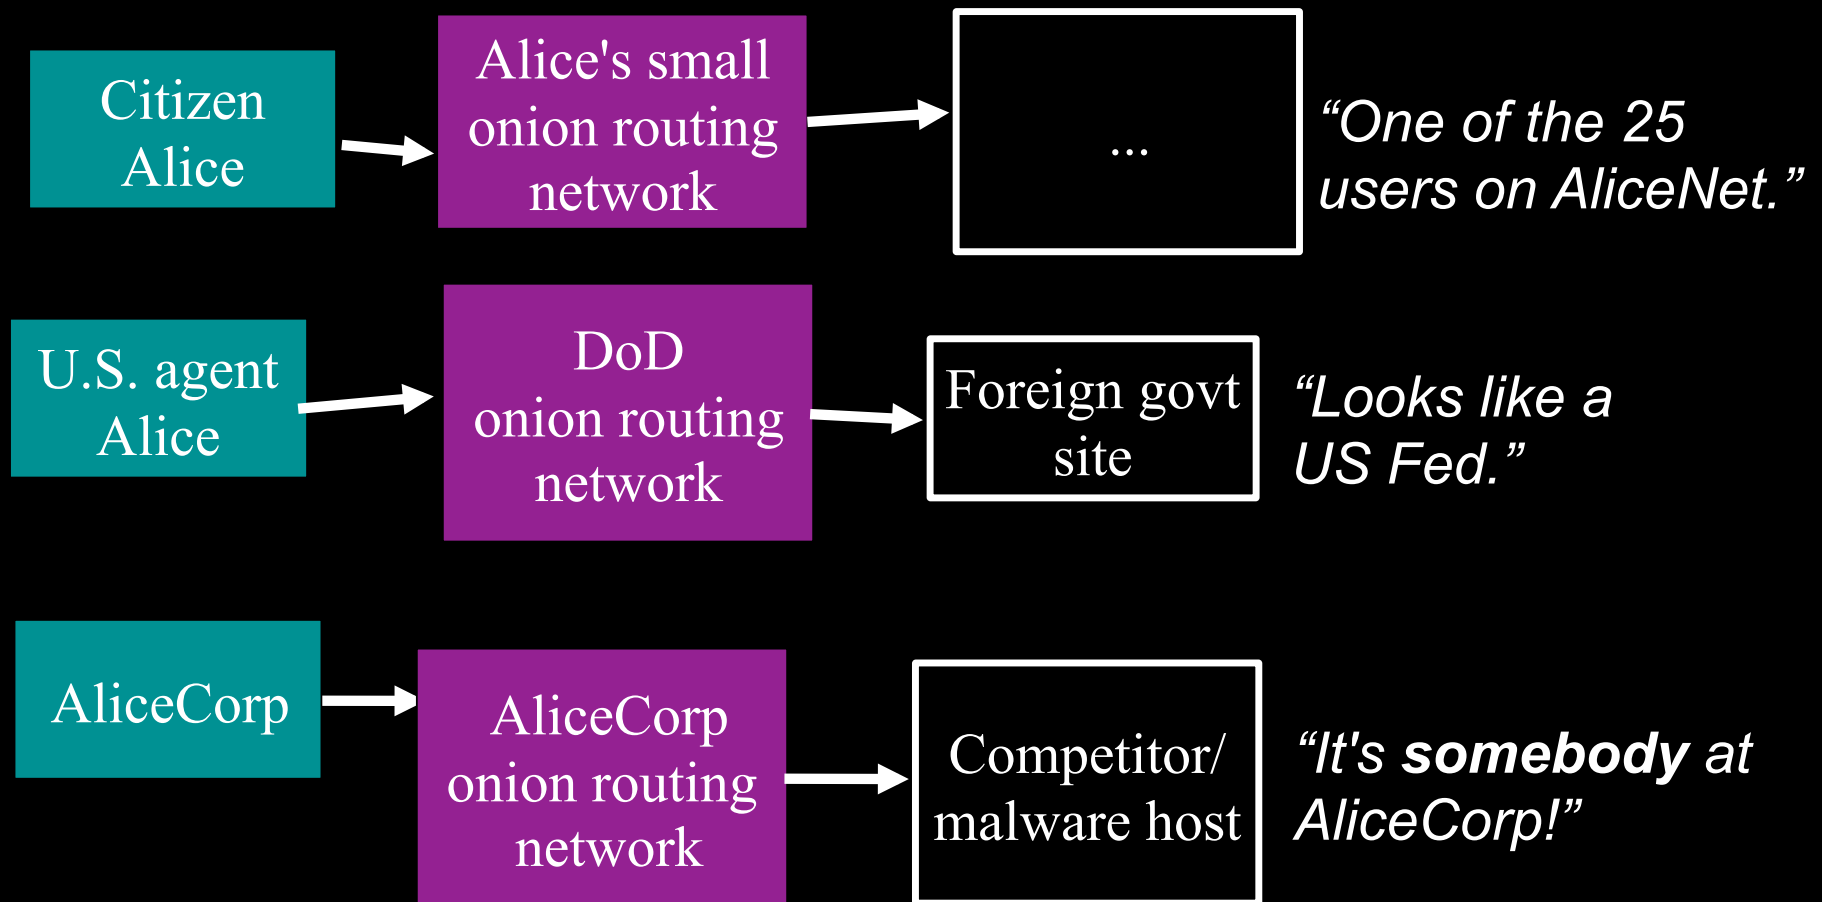 Citizen
Alice
Alice's small
onion routing
network
...
“One of the 25
users on AliceNet.”
U.S. agent
Alice
DoD
onion routing
network
Foreign govt
site
“Looks like a
US Fed.”
AliceCorp
AliceCorp
onion routing
network
Competitor/
malware host
“It's somebody at
AliceCorp!”